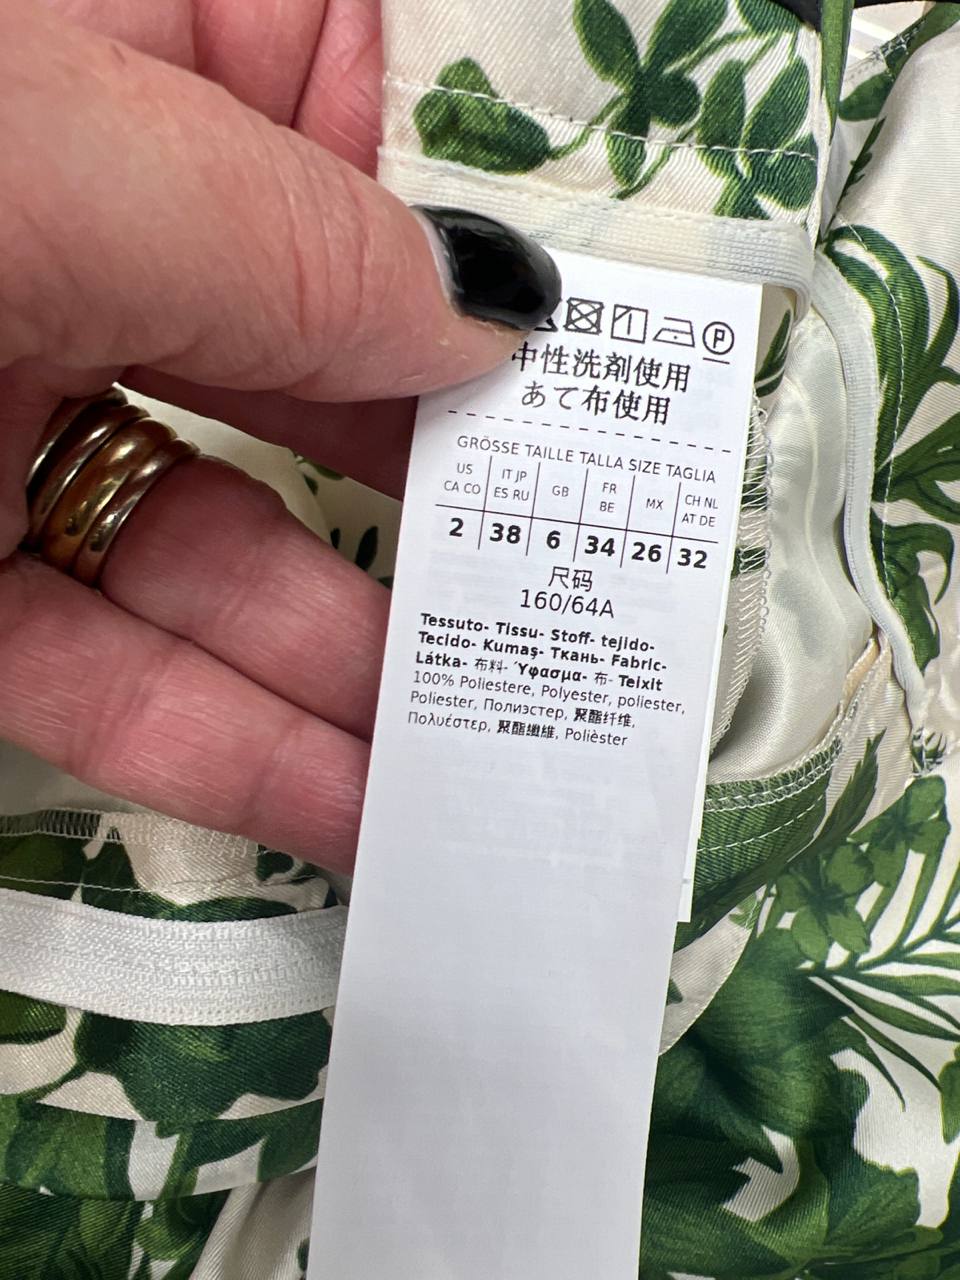 P
中性洗剤使用
あて布使用
GRÖSSE TAILLE TALLA SIZE TAGLIA
US CA CO | IT JP ES RU | GB | FR BE | MX | CH NL AT DE
2 | 38 | 6 | 34 | 26 | 32
尺码
160/64A
Tessuto- Tissu- Stoff- tejido-
Tecido- Kumaş- Ткань- Fabric-
Látka- 布料- Ύφασμα- 布- Teixit
100% Poliestere, Polyester, poliester,
Poliester, Полиэстер, 聚酯纤维,
Πολυέστερ, 聚酯纖維, Polièster